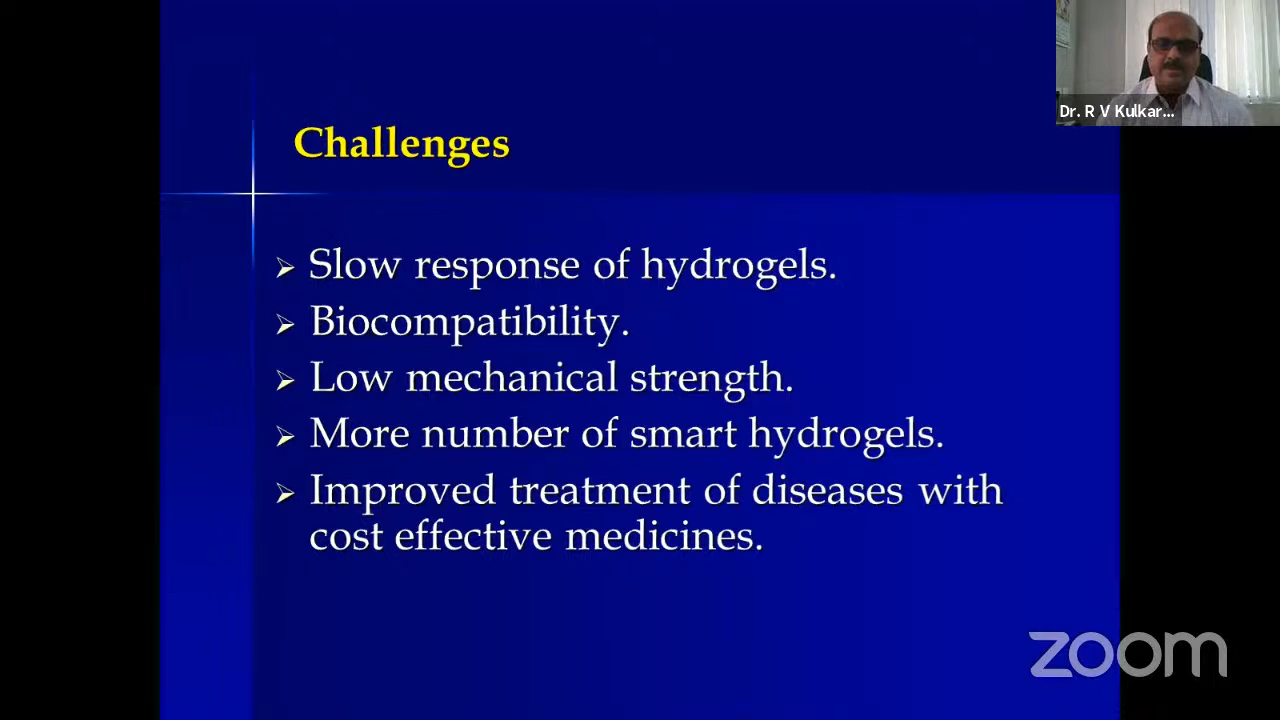 Dr. R V Kulkar...
Challenges
➢ Slow response of hydrogels.
➢ Biocompatibility.
➢ Low mechanical strength.
➢ More number of smart hydrogels.
➢ Improved treatment of diseases with
cost effective medicines.
zoom